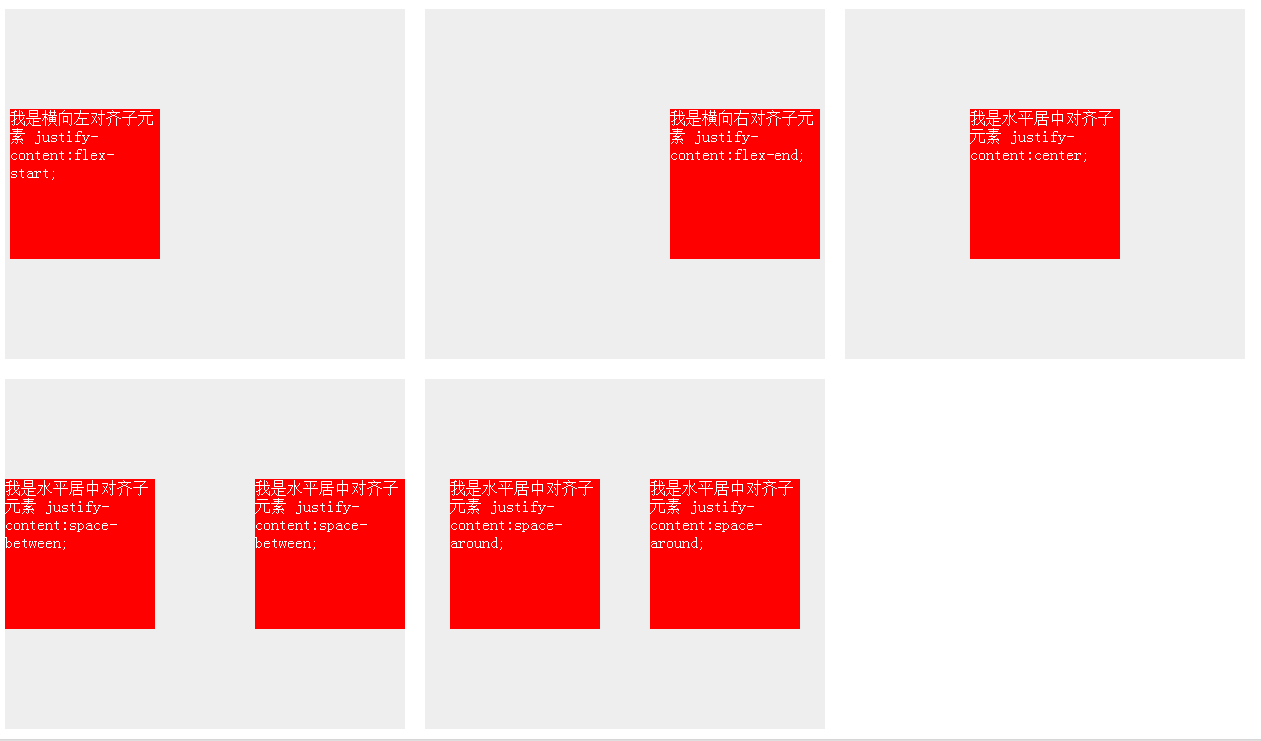 我是横向左对齐子元
素 justify-
content:flex-
start;
我是横向右对齐子元
素 justify-
content:flex-end;
我是水平居中对齐子
元素 justify-
content:center;
我是水平居中对齐子
元素 justify-
content:space-
between;
我是水平居中对齐子
元素 justify-
content:space-
between;
我是水平居中对齐子
元素 justify-
content:space-
around;
我是水平居中对齐子
元素 justify-
content:space-
around;